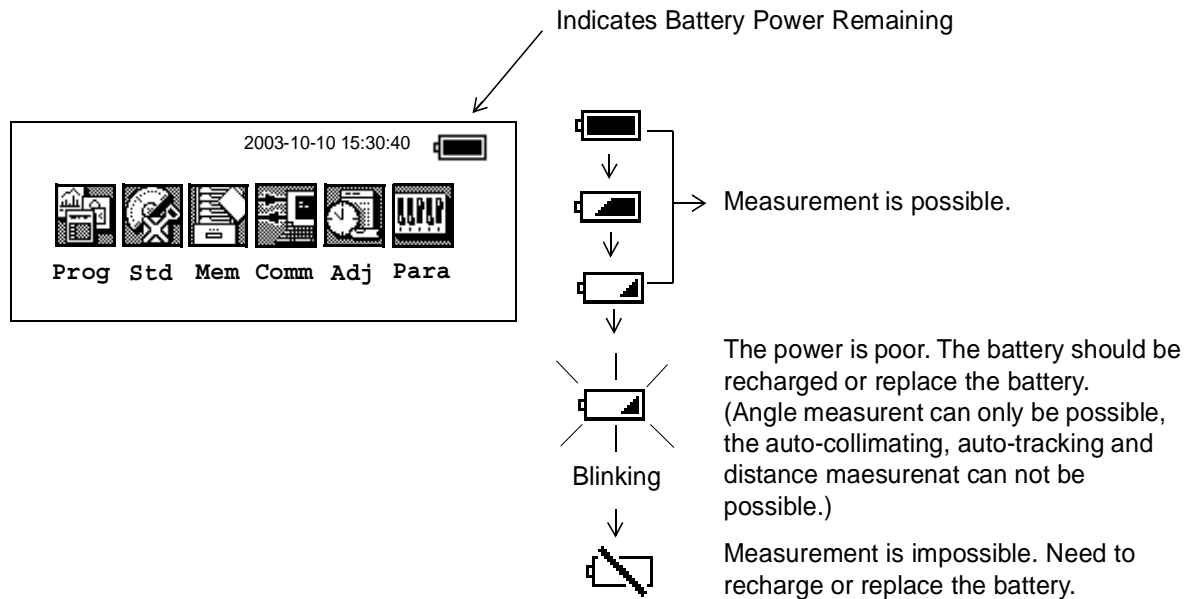 Indicates Battery Power Remaining
2003-10-10 15:30:40
Prog Std Mem Comm Adj Para
Measurement is possible.
The power is poor. The battery should be
recharged or replace the battery.
(Angle measurent can only be possible,
the auto-collimating, auto-tracking and
distance maesurenat can not be
possible.)
Blinking
Measurement is impossible. Need to
recharge or replace the battery.